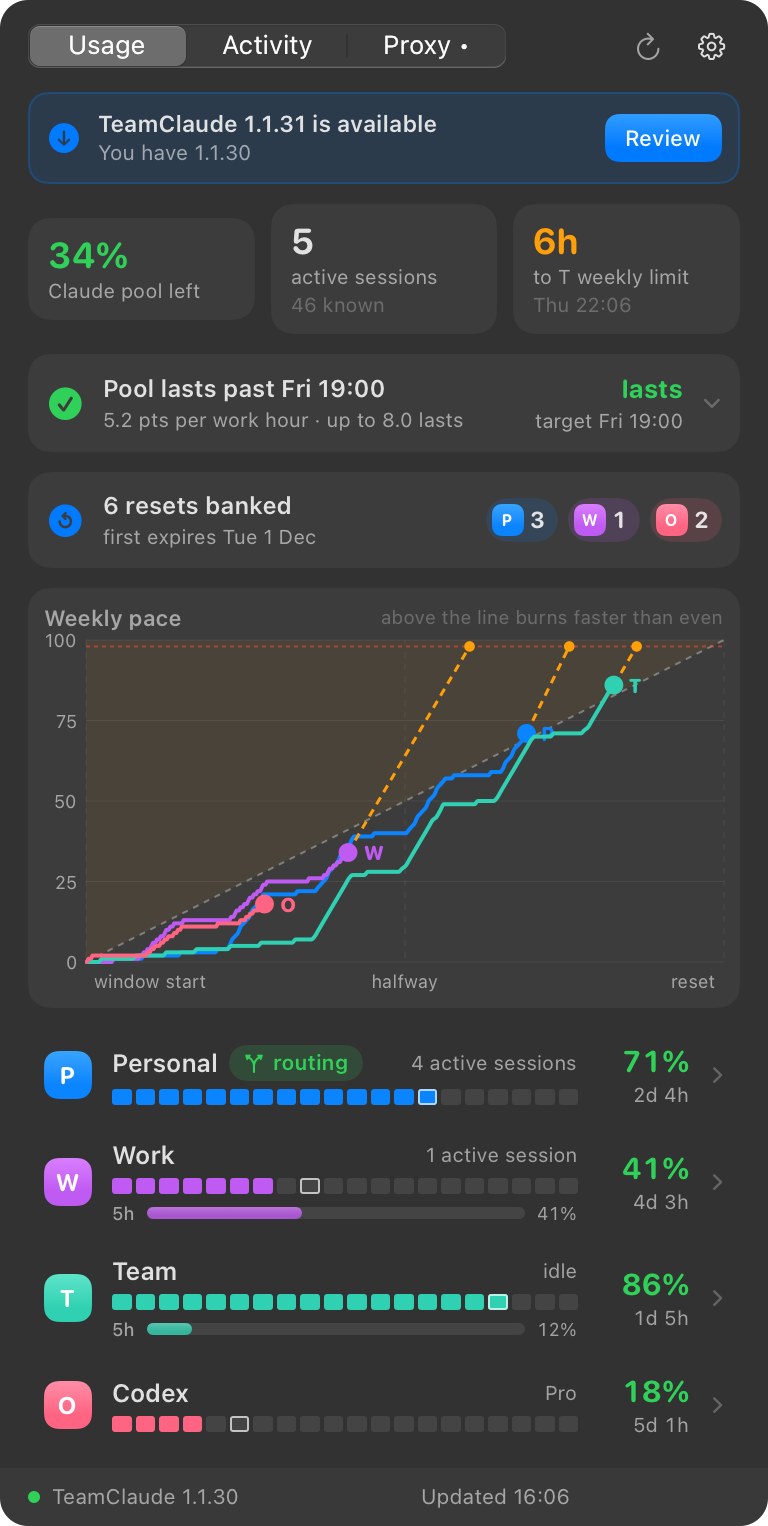 Usage Activity Proxy •
TeamClaude 1.1.31 is available
You have 1.1.30
Review
34%
Claude pool left
5
active sessions
46 known
6h
to T weekly limit
Thu 22:06
Pool lasts past Fri 19:00
5.2 pts per work hour · up to 8.0 lasts
lasts
target Fri 19:00
6 resets banked
first expires Tue 1 Dec
P 3 W 1 O 2
Weekly pace
above the line burns faster than even
100
75
50
25
0
T
P
W
O
window start halfway reset
P
Personal routing 4 active sessions
71%
2d 4h
W
Work 1 active session
5h 41%
41%
4d 3h
T
Team idle
5h 12%
86%
1d 5h
O
Codex Pro
18%
5d 1h
TeamClaude 1.1.30 Updated 16:06